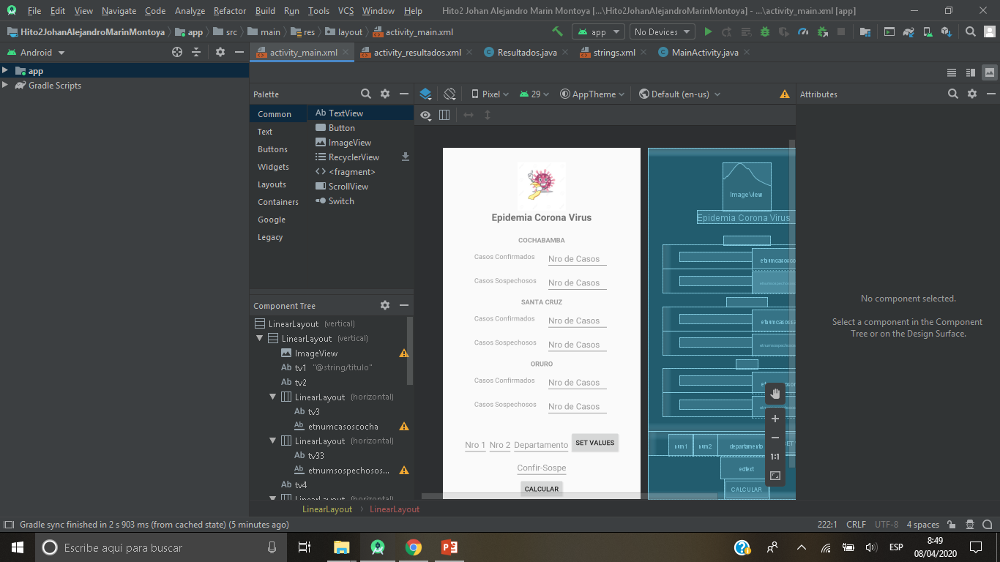 File Edit View Navigate Code Analyze Refactor Build Run Tools VCS Window Help Hito2 Johan Alejandro Marin Montoya [...\Hito2JohanAlejandroMarinMontoya] - ...\activity_main.xml [app]
Hito2JohanAlejandroMarinMontoya app src main res layout activity_main.xml app No Devices
Android activity_main.xml activity_resultados.xml Resultados.java strings.xml MainActivity.java
app
Gradle Scripts
Palette Pixel 29 AppTheme Default (en-us) Attributes
Common
Text
Buttons
Widgets
Layouts
Containers
Google
Legacy
Ab TextView
Button
ImageView
RecyclerView
<fragment>
ScrollView
Switch
Component Tree
LinearLayout (vertical)
LinearLayout (vertical)
ImageView
Ab tv1 "@string/titulo"
Ab tv2
LinearLayout (horizontal)
Ab tv3
Ab etnumcasoscocha
LinearLayout (horizontal)
Ab tv33
Ab etnumsospechosos...
Ab tv4
LinearLayout (horizontal)
Epidemia Corona Virus
COCHABAMBA
Casos Confirmados Nro de Casos
Casos Sospechosos Nro de Casos
SANTA CRUZ
Casos Confirmados Nro de Casos
Casos Sospechosos Nro de Casos
ORURO
Casos Confirmados Nro de Casos
Casos Sospechosos Nro de Casos
Nro 1 Nro 2 Departamento SET VALUES
Confir-Sospe
CALCULAR
ImageView
Epidemia Corona Virus
num1 num2 departamento
edtext
CALCULAR
1:1
No component selected.
Select a component in the Component
Tree or on the Design Surface.
LinearLayout LinearLayout
Gradle sync finished in 2 s 903 ms (from cached state) (5 minutes ago) 222:1 CRLF UTF-8 4 spaces
Escribe aquí para buscar ESP 8:49
08/04/2020